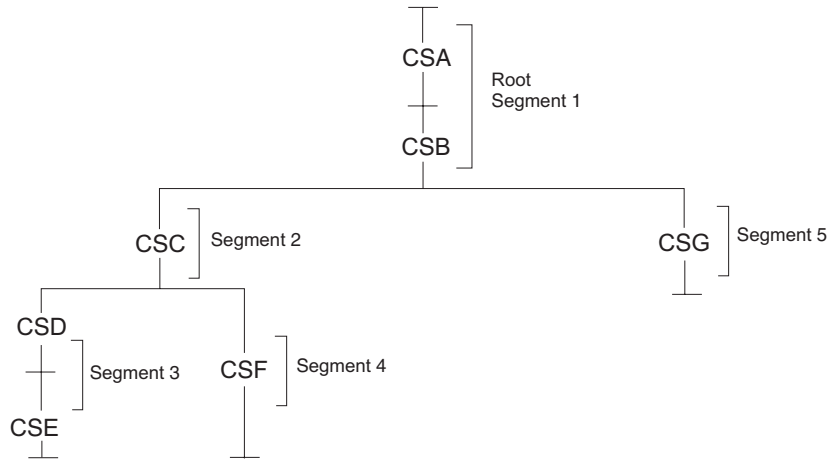 CSA
Root
Segment 1
CSB
CSC
Segment 2
CSG
Segment 5
CSD
Segment 3
CSF
Segment 4
CSE